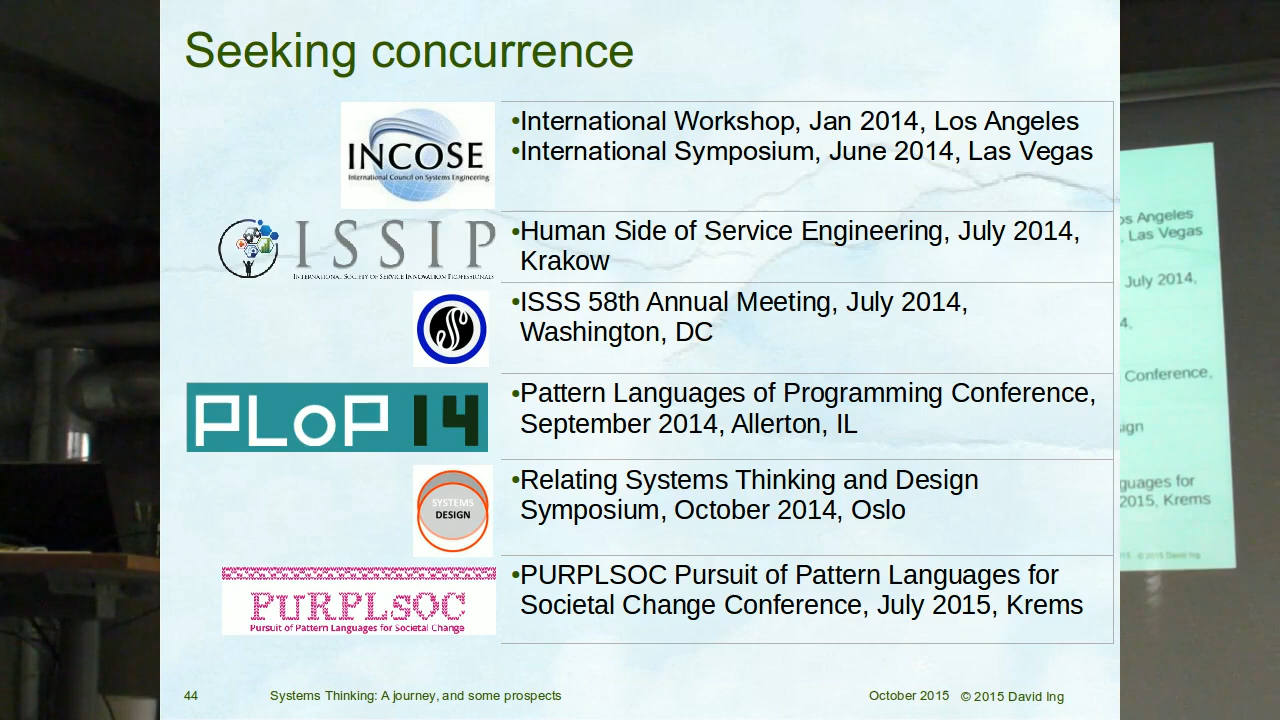 Seeking concurrence
INCOSE
International Council on Systems Engineering
•International Workshop, Jan 2014, Los Angeles
•International Symposium, June 2014, Las Vegas
ISSIP
International Society of Service Innovation Professionals
•Human Side of Service Engineering, July 2014,
Krakow
•ISSS 58th Annual Meeting, July 2014,
Washington, DC
PLoP 14
•Pattern Languages of Programming Conference,
September 2014, Allerton, IL
SYSTEMS
DESIGN
•Relating Systems Thinking and Design
Symposium, October 2014, Oslo
PURPLSOC
Pursuit of Pattern Languages for Societal Change
•PURPLSOC Pursuit of Pattern Languages for
Societal Change Conference, July 2015, Krems
44
Systems Thinking: A journey, and some prospects
October 2015
© 2015 David Ing
Angeles
Las Vegas
July 2014,
Conference,
for
2015, Krems
© 2015 David Ing